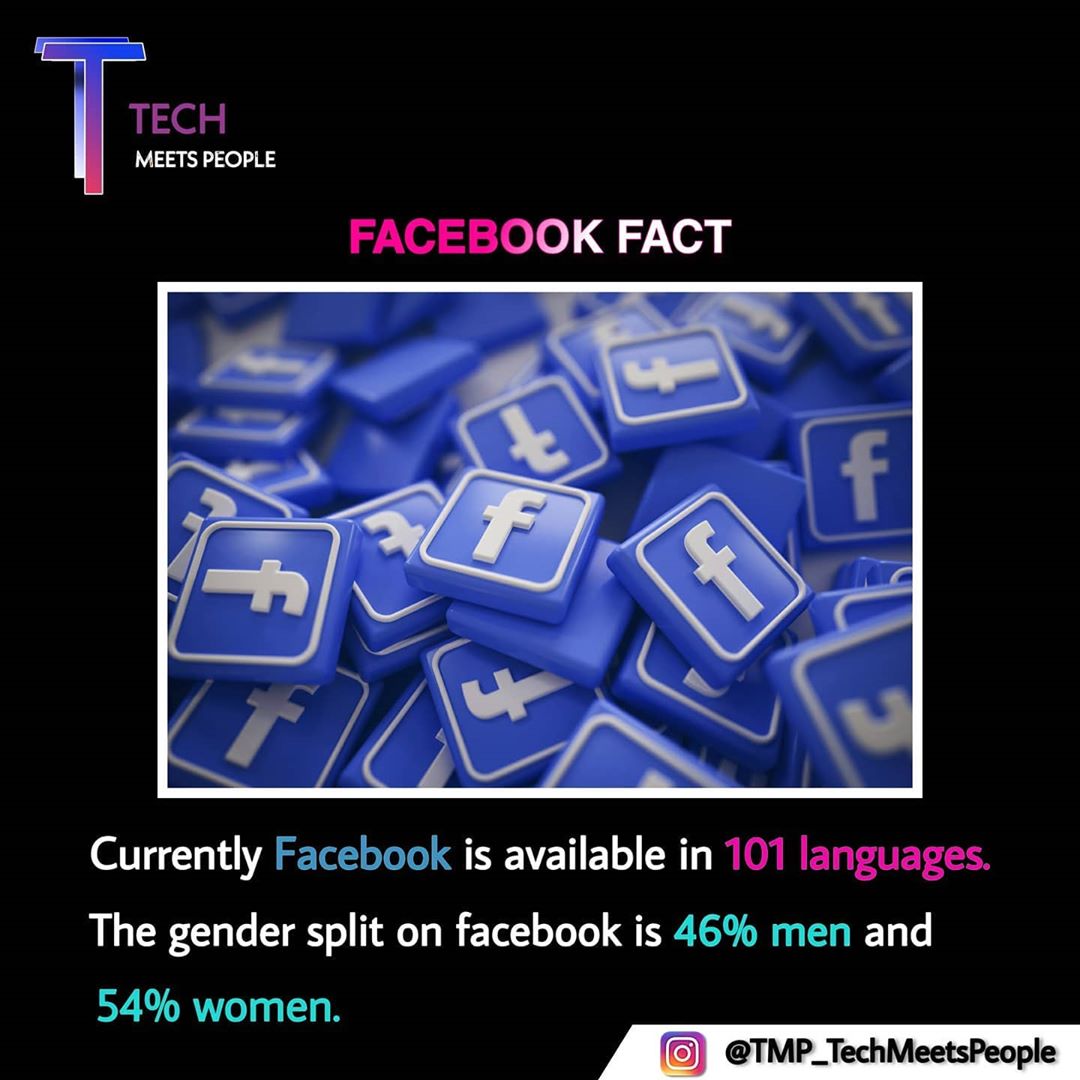 TECH
MEETS PEOPLE
FACEBOOK FACT
Currently Facebook is available in 101 languages.
The gender split on facebook is 46% men and
54% women.
@TMP_TechMeetsPeople